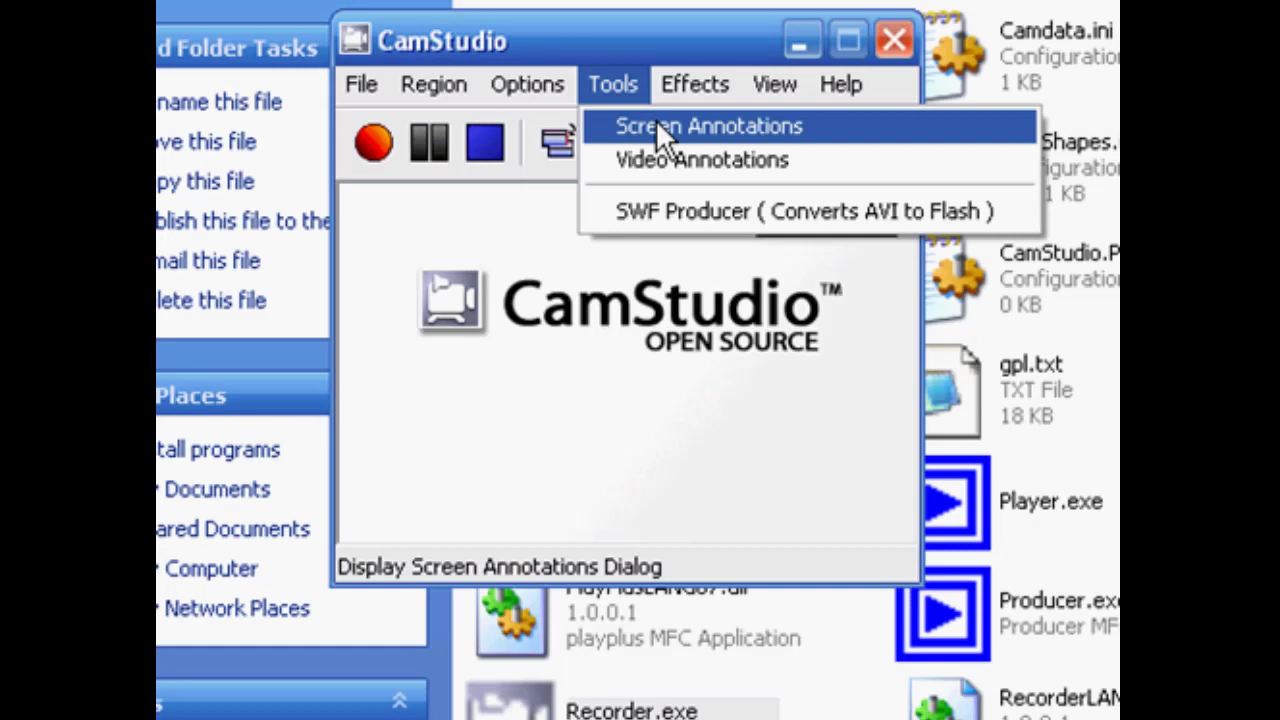 d Folder Tasks
name this file
ove this file
py this file
blish this file to the
mail this file
lete this file
Places
tall programs
Documents
ared Documents
Computer
Network Places
CamStudio
File Region Options Tools Effects View Help
Screen Annotations
Video Annotations
SWF Producer ( Converts AVI to Flash )
CamStudio™
OPEN SOURCE
Display Screen Annotations Dialog
1.0.0.1
playplus MFC Application
Recorder.exe
Camdata.ini
Configuration
1 KB
Shapes.
iguration
1 KB
CamStudio.P
Configuration
0 KB
gpl.txt
TXT File
18 KB
Player.exe
Producer.exe
Producer MF
RecorderLAN